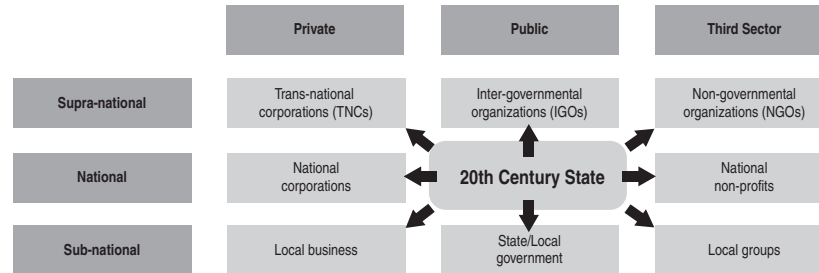 Private
Public
Third Sector
Supra-national
Trans-national
corporations (TNCs)
Inter-governmental
organizations (IGOs)
Non-governmental
organizations (NGOs)
National
National
corporations
20th Century State
National
non-profits
Sub-national
Local business
State/Local
government
Local groups